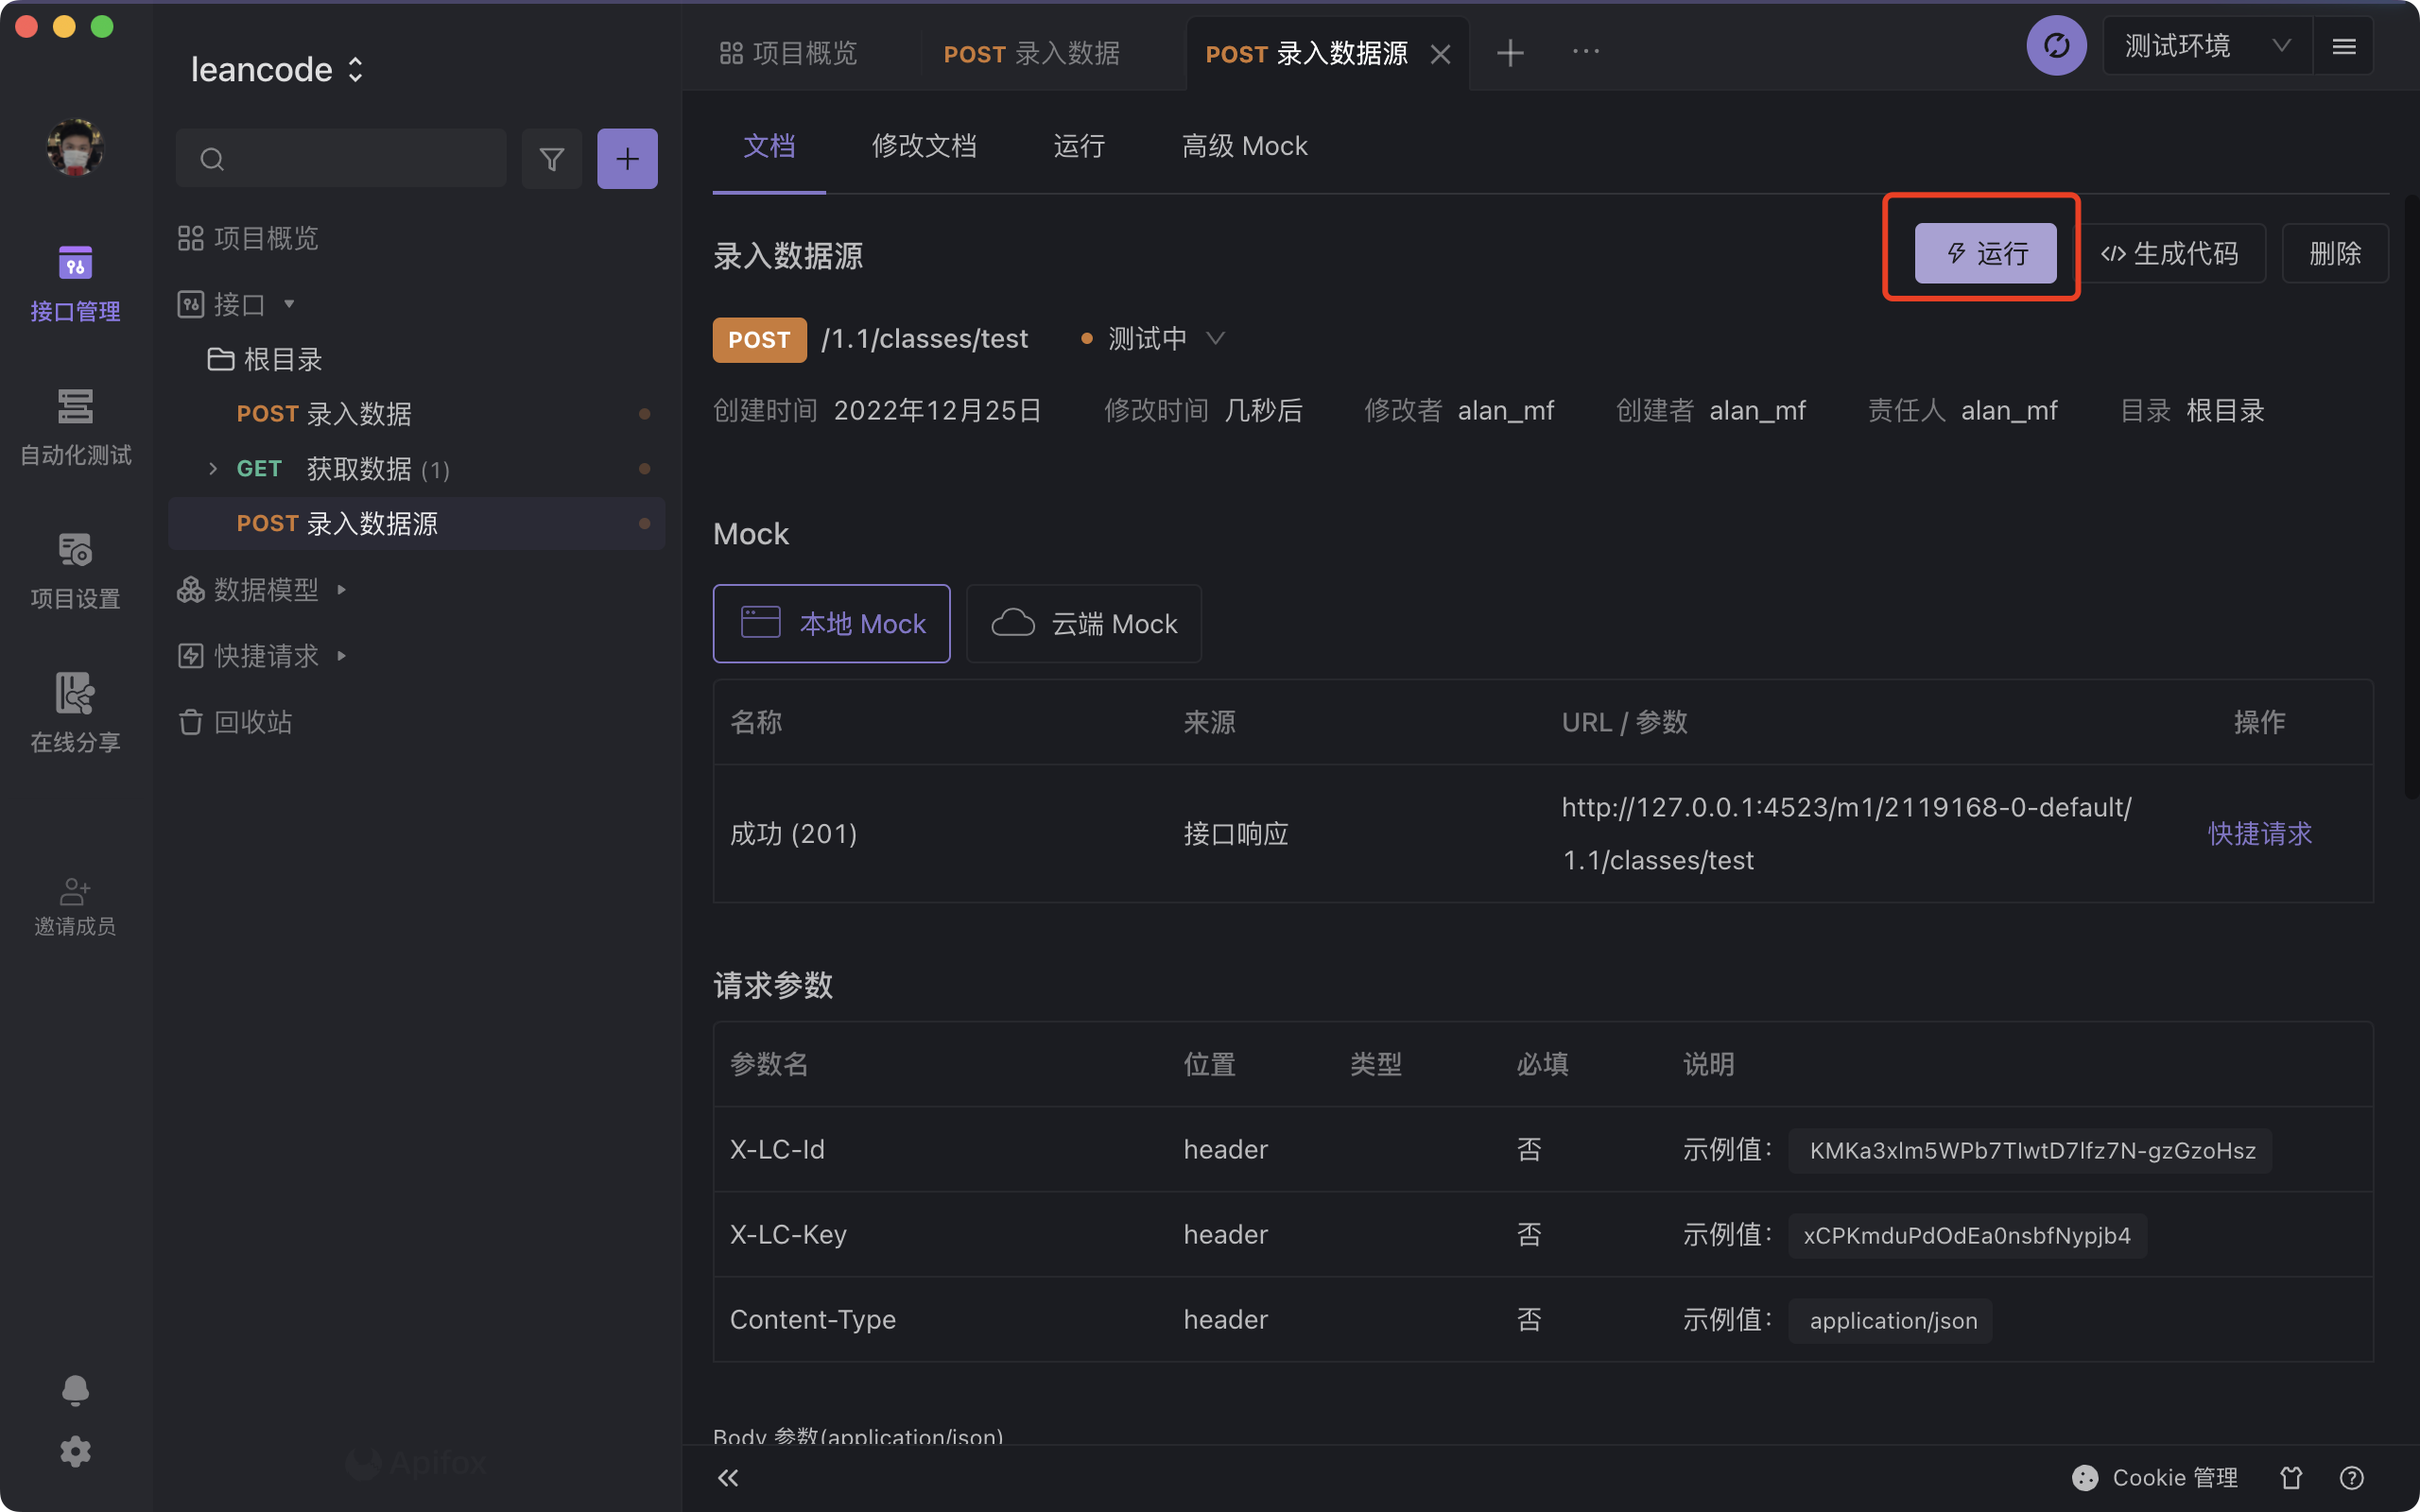 leancode
项目概览
POST 录入数据
POST 录入数据源
测试环境
接口管理
自动化测试
项目设置
在线分享
邀请成员
项目概览
接口
根目录
POST 录入数据
GET 获取数据 (1)
POST 录入数据源
数据模型
快捷请求
回收站
Apifox
文档
修改文档
运行
高级 Mock
录入数据源
运行
生成代码
删除
POST /1.1/classes/test 测试中
创建时间 2022年12月25日 修改时间 几秒后 修改者 alan_mf 创建者 alan_mf 责任人 alan_mf 目录 根目录
Mock
本地 Mock
云端 Mock
名称 来源 URL / 参数 操作
成功 (201) 接口响应 http://127.0.0.1:4523/m1/2119168-0-default/
1.1/classes/test
快捷请求
请求参数
参数名 位置 类型 必填 说明
X-LC-Id header 否 示例值： KMKa3xlm5WPb7TlwtD7lfz7N-gzGzoHsz
X-LC-Key header 否 示例值： xCPKmduPdOdEa0nsbfNypjb4
Content-Type header 否 示例值： application/json
Body 参数(application/json)
Cookie 管理